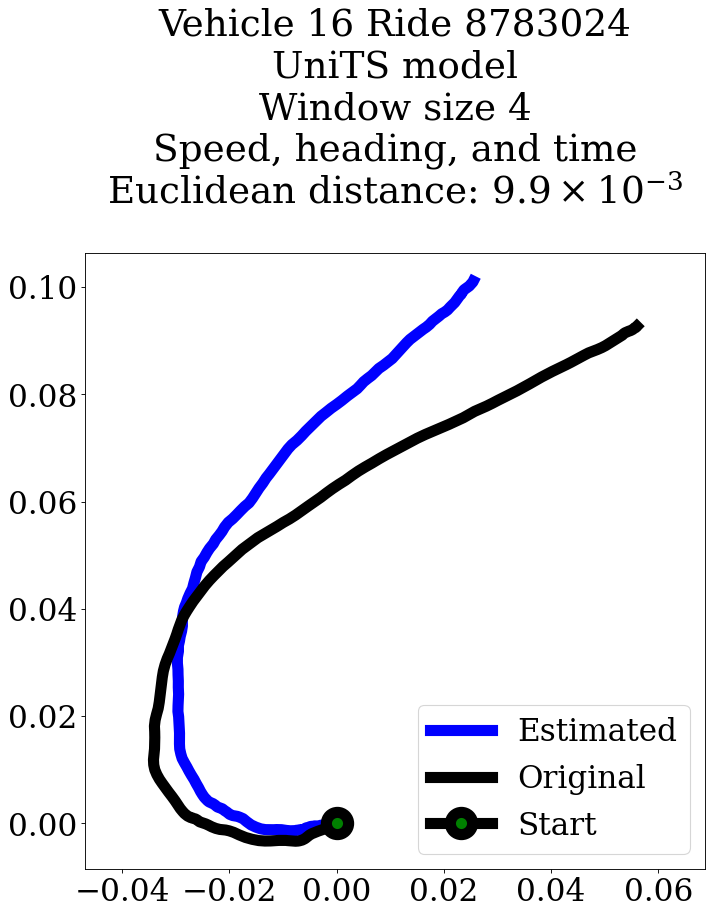 Vehicle 16 Ride 8783024
UniTS model
Window size 4
Speed, heading, and time
Euclidean distance: 9.9 × 10⁻³
0.10
0.08
0.06
0.04
0.02
0.00
Estimated
Original
Start
−0.04 −0.02 0.00 0.02 0.04 0.06